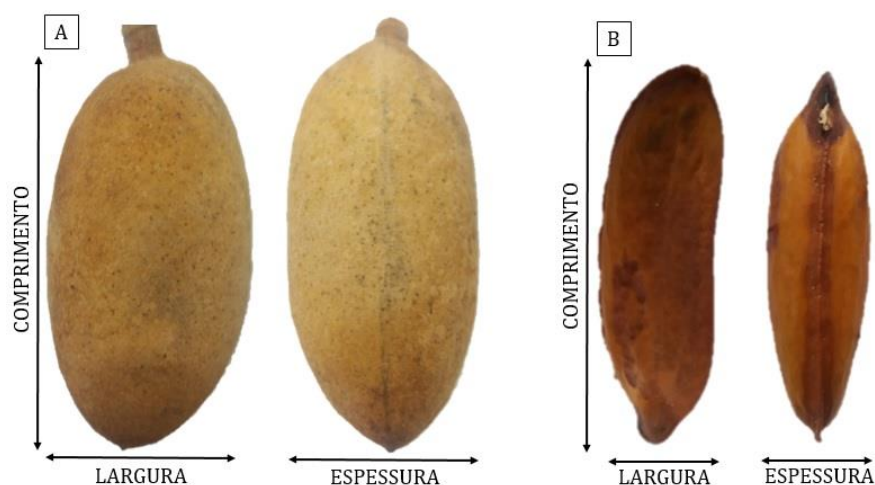 A
COMPRIMENTO
LARGURA
ESPESSURA
B
COMPRIMENTO
LARGURA
ESPESSURA